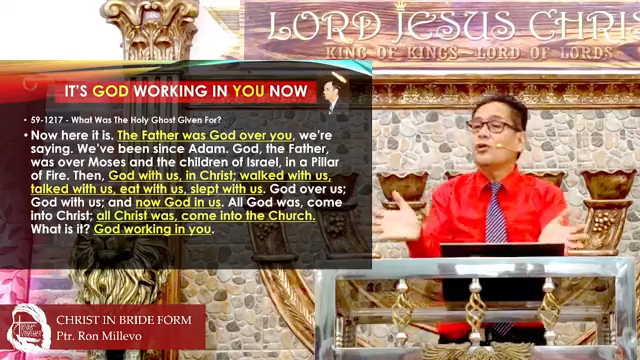 LORD JESUS CHRIS
KING OF KINGS LORD OF LORDS
IT'S GOD WORKING IN YOU NOW
• 59-1217 - What Was The Holy Ghost Given For?
• Now here it is. The Father was God over you, we're
saying. We've been since Adam. God, the Father,
was over Moses and the children of Israel, in a Pillar
of Fire. Then, God with us, in Christ; walked with us,
talked with us, eat with us, slept with us. God over us;
God with us; and now God in us. All God was, come
into Christ; all Christ was, come into the Church.
What is it? God working in you.
CHRIST IN BRIDE FORM
Ptr. Ron Millevo